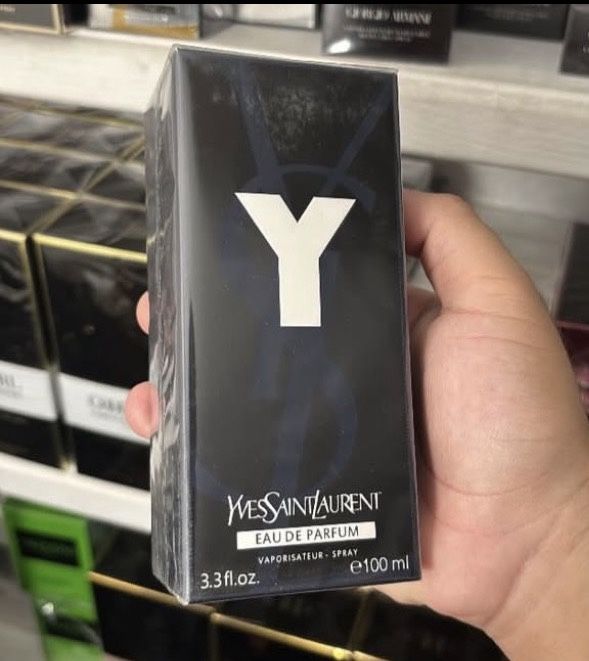 GIORGIO ARMANI
Y
YVESSAINTLAURENT
EAU DE PARFUM
VAPORISATEUR - SPRAY
3.3 fl.oz. ℮100 ml